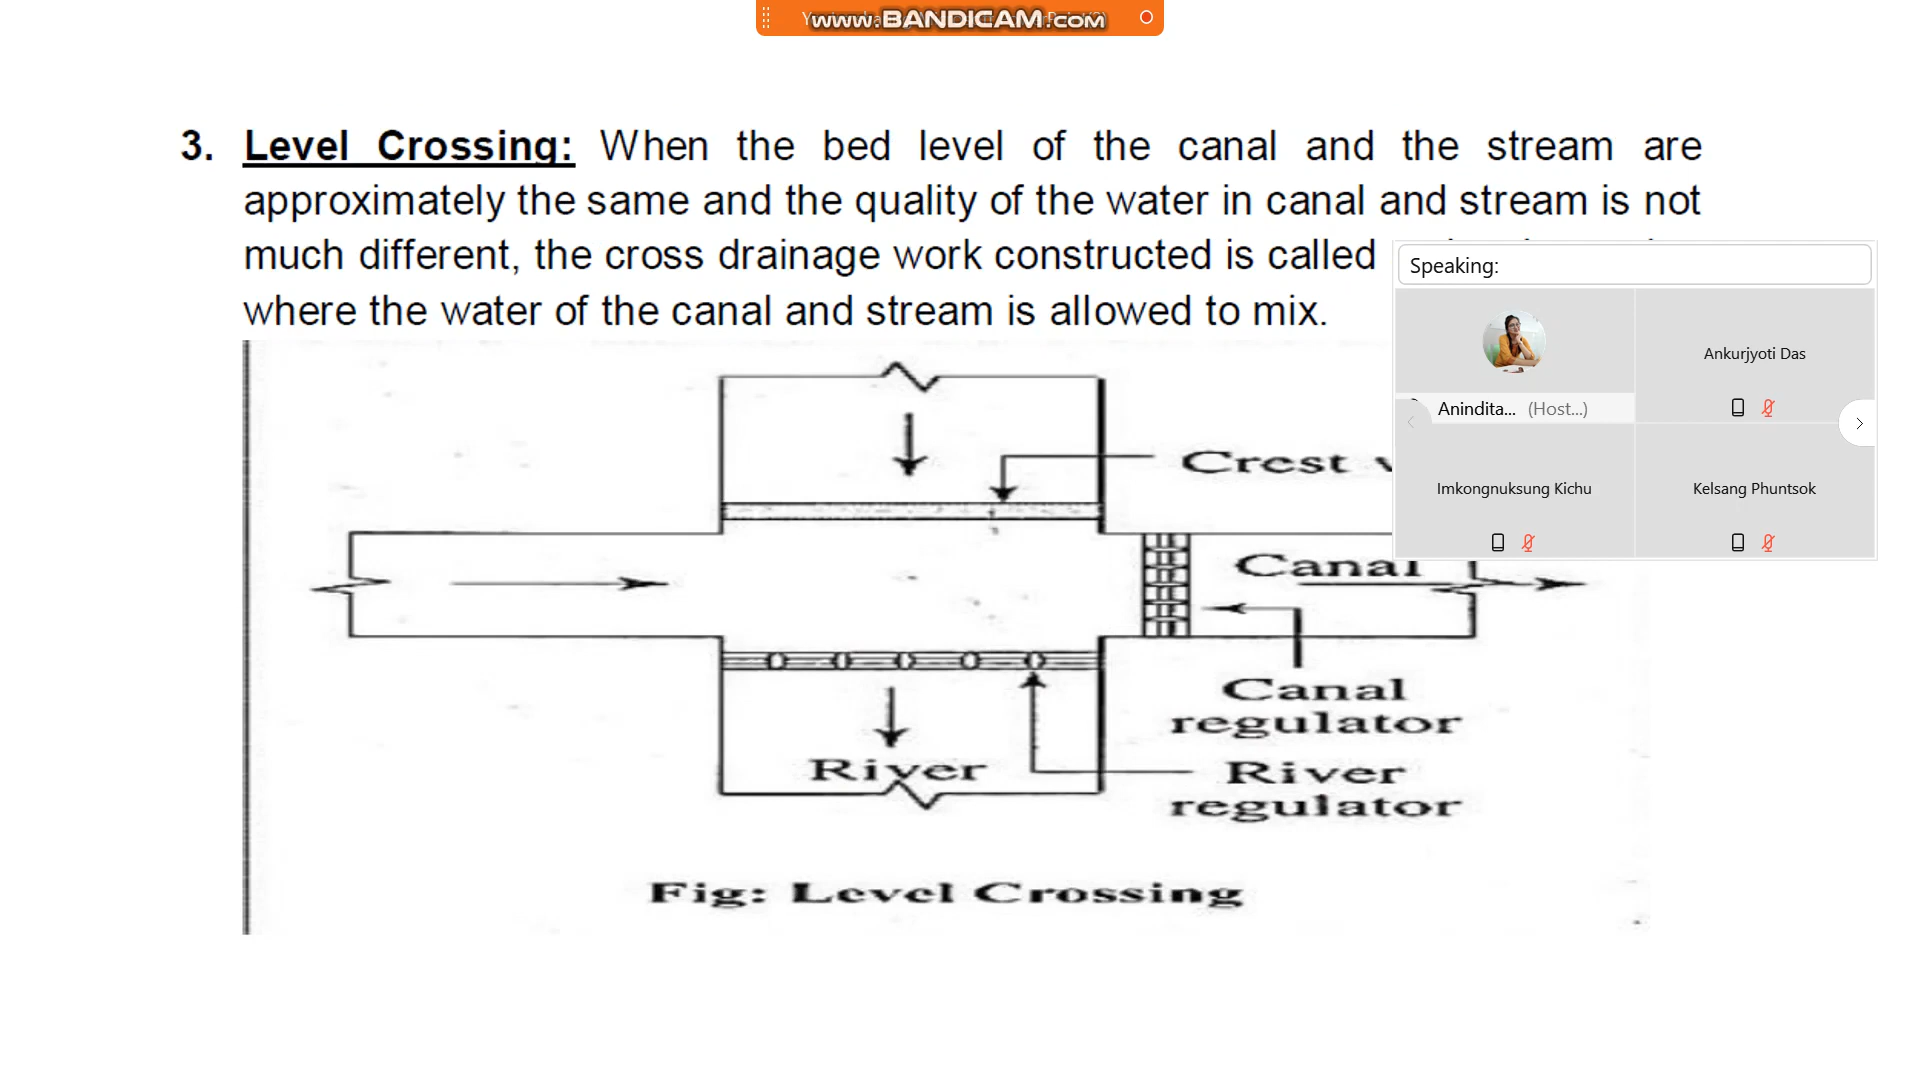 www.BANDICAM.com
3. Level Crossing: When the bed level of the canal and the stream are
approximately the same and the quality of the water in canal and stream is not
much different, the cross drainage work constructed is called
where the water of the canal and stream is allowed to mix.
Speaking:
Ankurjyoti Das
Anindita... (Host...)
Imkongnuksung Kichu
Kelsang Phuntsok
Crest
Canal
Canal
regulator
River
River
regulator
Fig: Level Crossing